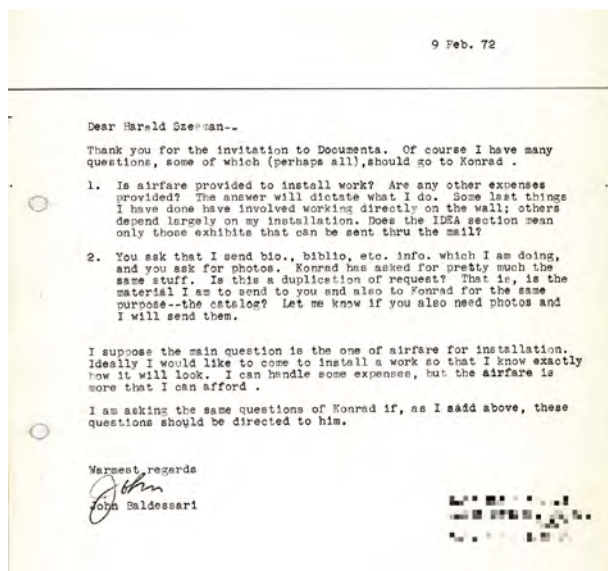 9 Feb. 72
Dear Harald Szeeman--
Thank you for the invitation to Documenta. Of course I have many
questions, some of which (perhaps all),should go to Konrad .
1. Is airfare provided to install work? Are any other expenses
provided? The answer will dictate what I do. Some last things
I have done have involved working directly on the wall; others
depend largely on my installation. Does the IDEA section mean
only those exhibits that can be sent thru the mail?
2. You ask that I send bio., biblio, etc. info. which I am doing,
and you ask for photos. Konrad has asked for pretty much the
same stuff. Is this a duplication of request? That is, is the
material I am to send to you and also to Konrad for the same
purpose--the catalog? Let me know if you also need photos and
I will send them.
I suppose the main question is the one of airfare for installation.
Ideally I would like to come to install a work so that I know exactly
how it will look. I can handle some expenses, but the airfare is
more that I can afford .
I am asking the same questions of Konrad if, as I sadd above, these
questions should be directed to him.
Warmest regards
John
John Baldessari